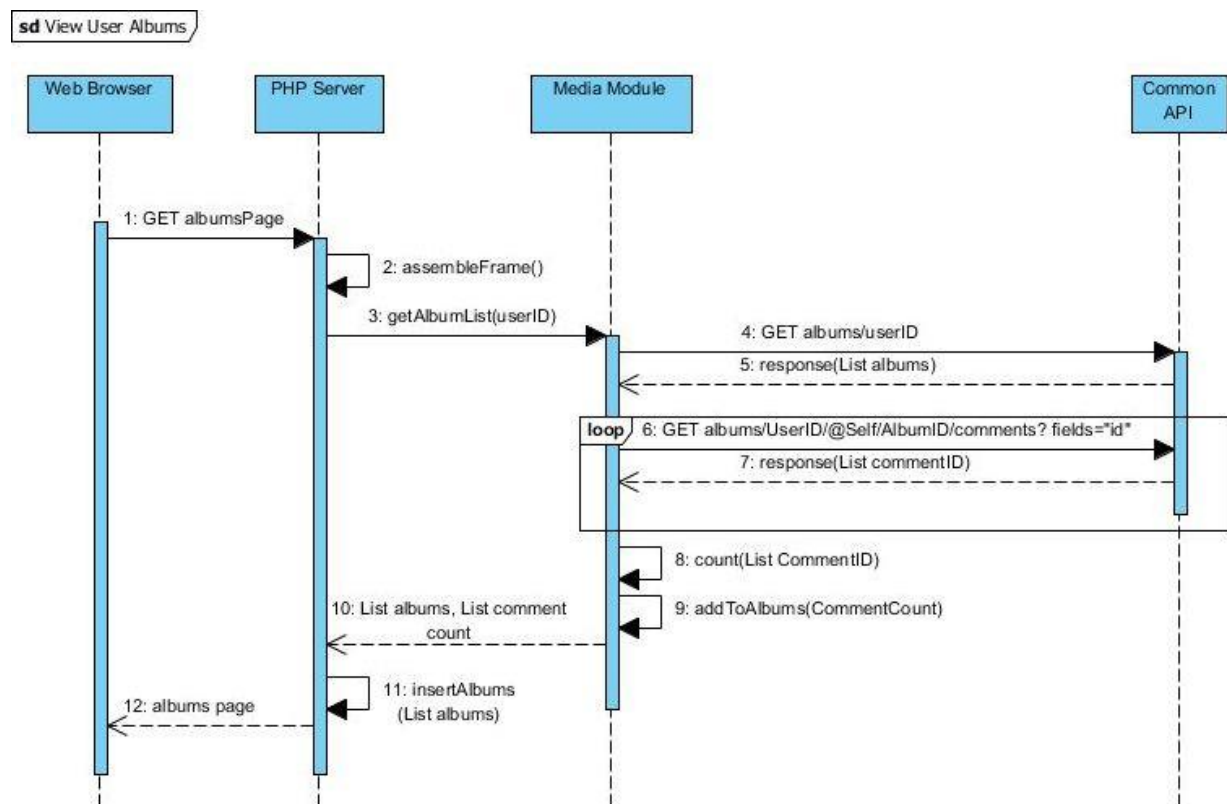 sd View User Albums
Web Browser
PHP Server
Media Module
Common
API
1: GET albumsPage
2: assembleFrame()
3: getAlbumList(userID)
4: GET albums/userID
5: response(List albums)
loop
6: GET albums/UserID/@Self/AlbumID/comments? fields="id"
7: response(List commentID)
8: count(List CommentID)
9: addToAlbums(CommentCount)
10: List albums, List comment
count
11: insertAlbums
(List albums)
12: albums page